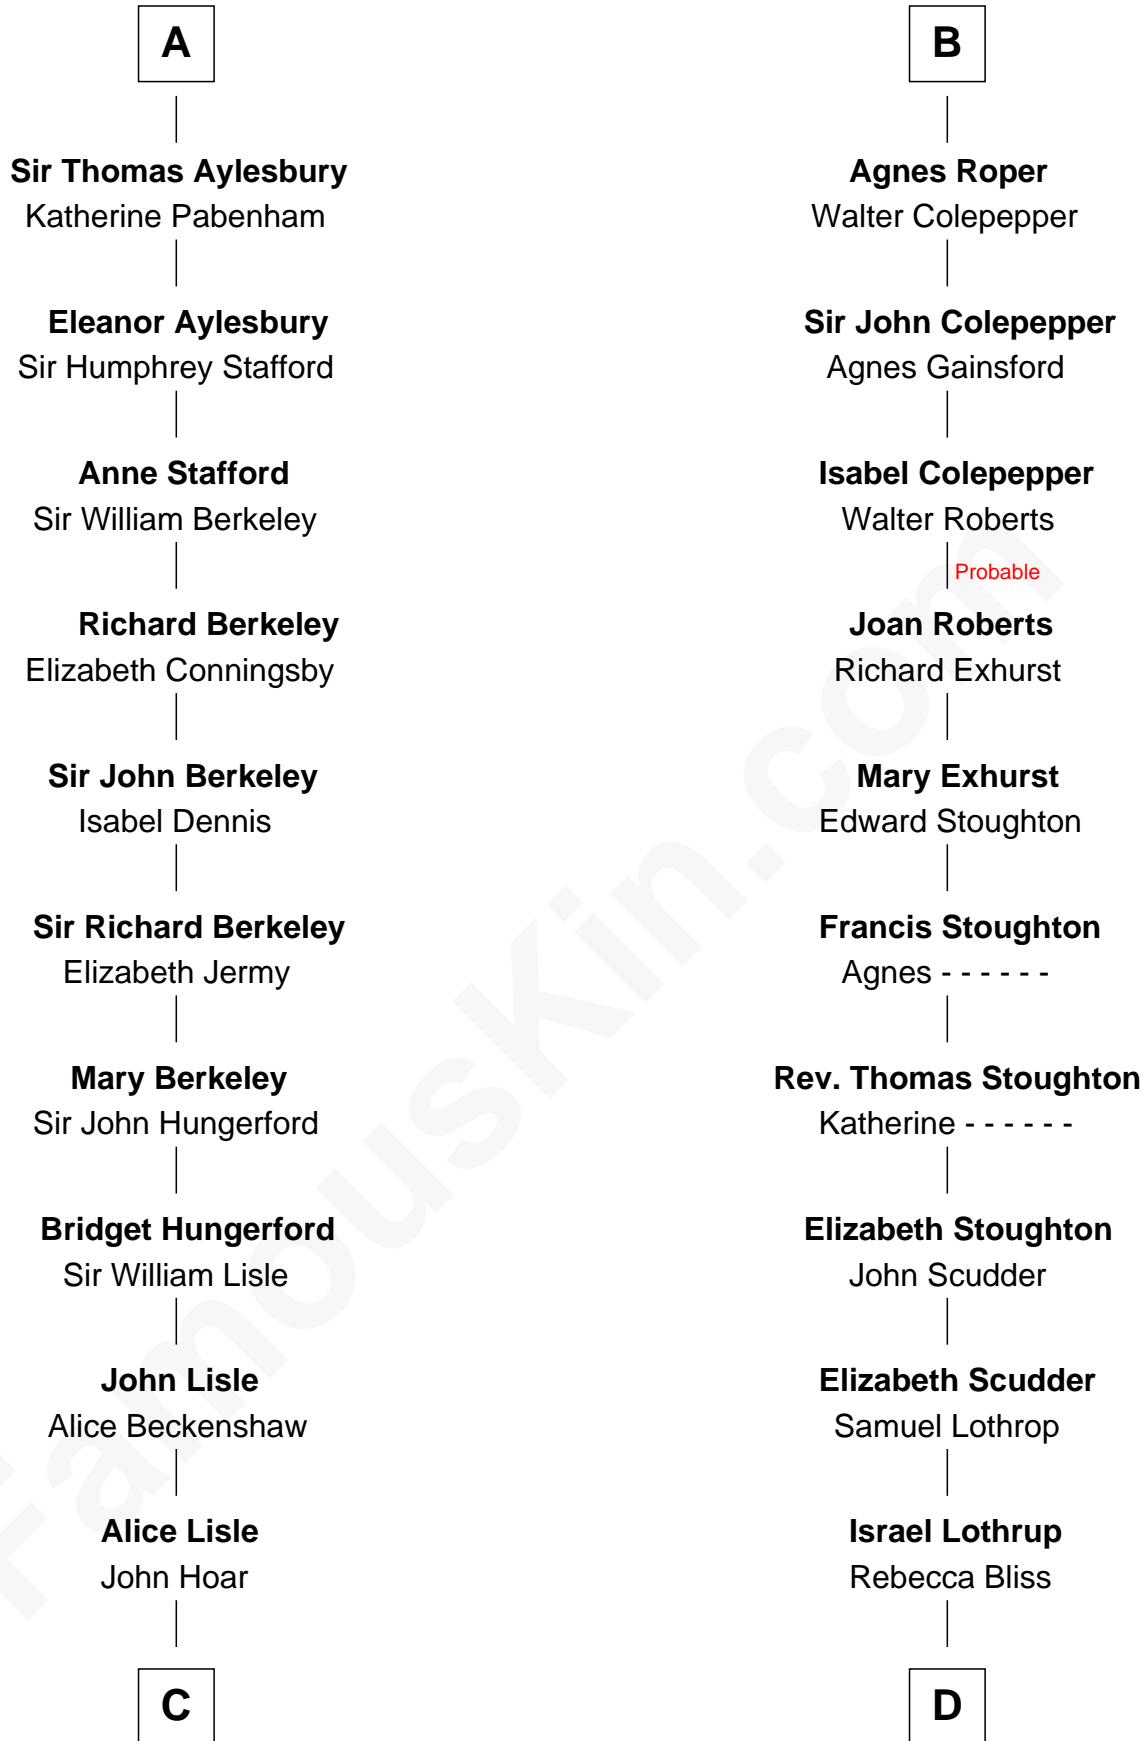 A
Sir Thomas Aylesbury
Katherine Pabenham
Eleanor Aylesbury
Sir Humphrey Stafford
Anne Stafford
Sir William Berkeley
Richard Berkeley
Elizabeth Conningsby
Sir John Berkeley
Isabel Dennis
Sir Richard Berkeley
Elizabeth Jermy
Mary Berkeley
Sir John Hungerford
Bridget Hungerford
Sir William Lisle
John Lisle
Alice Beckenshaw
Alice Lisle
John Hoar
C
B
Agnes Roper
Walter Colepepper
Sir John Colepepper
Agnes Gainsford
Isabel Colepepper
Walter Roberts
Probable
Joan Roberts
Richard Exhurst
Mary Exhurst
Edward Stoughton
Francis Stoughton
Agnes - - - - - -
Rev. Thomas Stoughton
Katherine - - - - - -
Elizabeth Stoughton
John Scudder
Elizabeth Scudder
Samuel Lothrop
Israel Lothrup
Rebecca Bliss
D
FamousKin.com